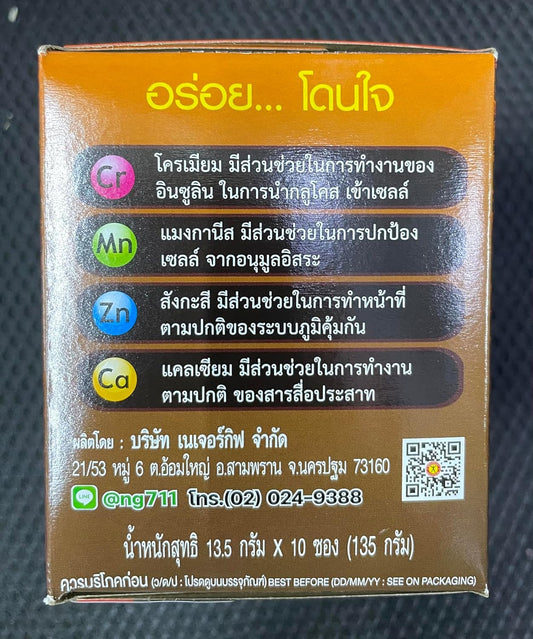 อร่อย... โดนใจ
Cr
โครเมียม มีส่วนช่วยในการทำงานของ
อินซูลิน ในการนำกลูโคส เข้าเซลล์
Mn
แมงกานีส มีส่วนช่วยในการปกป้อง
เซลล์ จากอนุมูลอิสระ
Zn
สังกะสี มีส่วนช่วยในการทำหน้าที่
ตามปกติของระบบภูมิคุ้มกัน
Ca
แคลเซียม มีส่วนช่วยในการทำงาน
ตามปกติ ของสารสื่อประสาท
ผลิตโดย : บริษัท เนเจอร์กิฟ จำกัด
21/53 หมู่ 6 ต.อ้อมใหญ่ อ.สามพราน จ.นครปฐม 73160
LINE @ng711 โทร.(02) 024-9388
น้ำหนักสุทธิ 13.5 กรัม X 10 ซอง (135 กรัม)
ควรบริโภคก่อน (ว/ด/ป : โปรดดูบนบรรจุภัณฑ์) BEST BEFORE (DD/MM/YY : SEE ON PACKAGING)